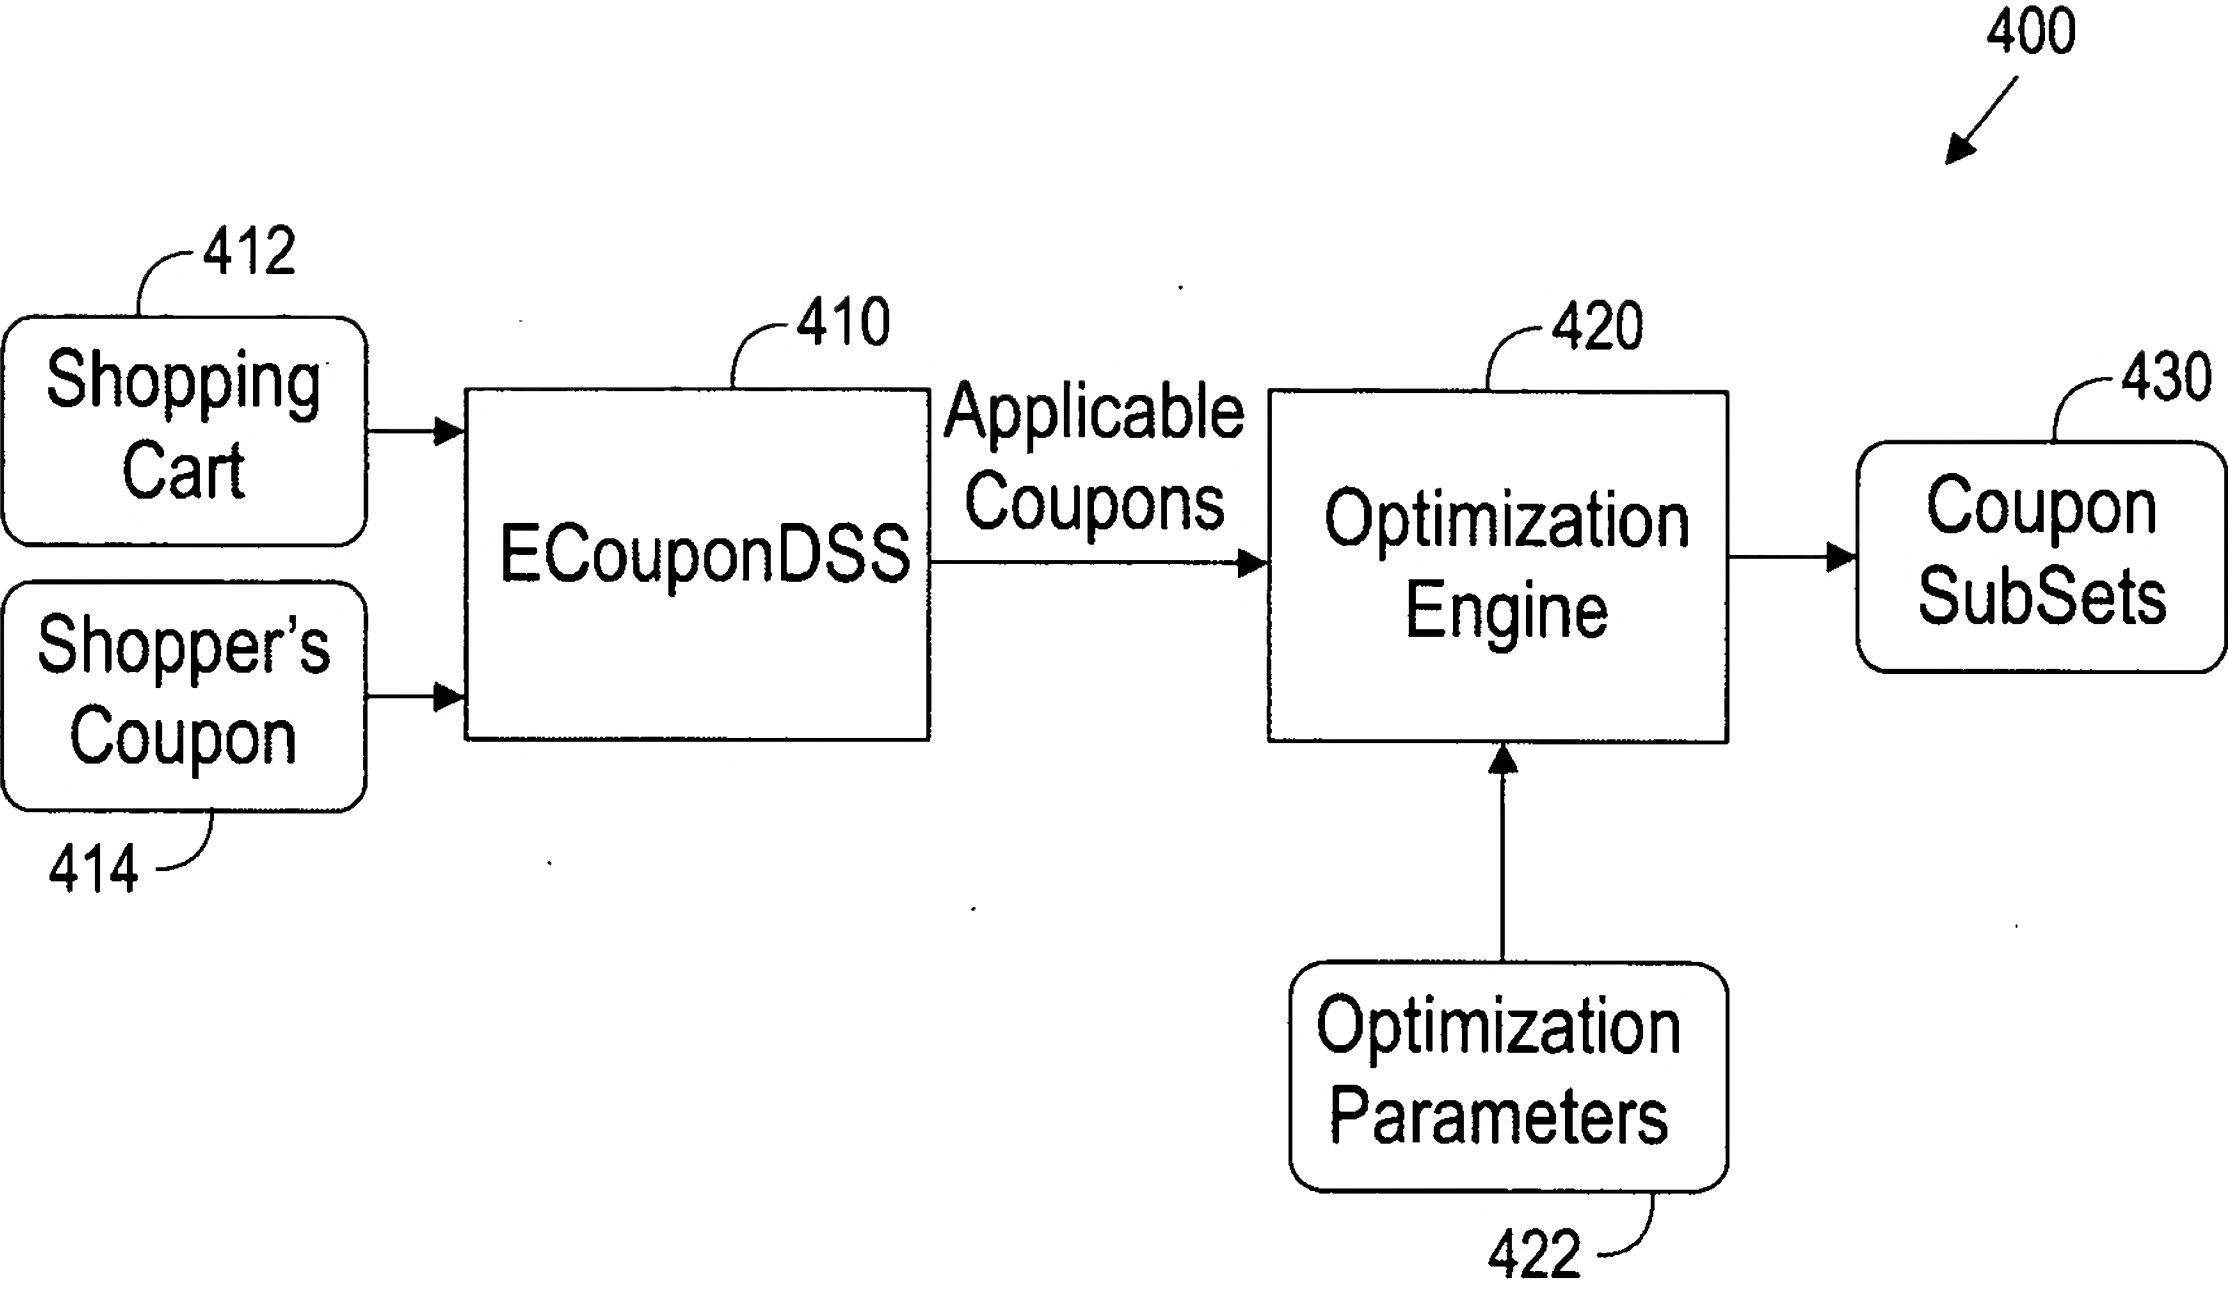 400
412
Shopping
Cart
410
ECouponDSS
Applicable
Coupons
420
Optimization
Engine
430
Coupon
SubSets
Shopper's
Coupon
414
Optimization
Parameters
422